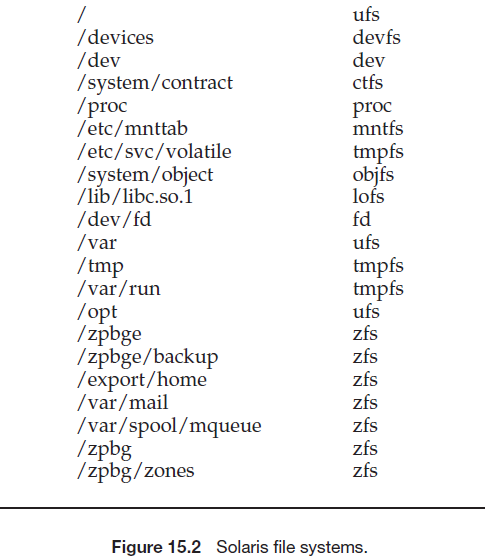 / ufs
/devices devfs
/dev dev
/system/contract ctfs
/proc proc
/etc/mnttab mntfs
/etc/svc/volatile tmpfs
/system/object objfs
/lib/libc.so.1 lofs
/dev/fd fd
/var ufs
/tmp tmpfs
/var/run tmpfs
/opt ufs
/zpbge zfs
/zpbge/backup zfs
/export/home zfs
/var/mail zfs
/var/spool/mqueue zfs
/zpbg zfs
/zpbg/zones zfs
Figure 15.2 Solaris file systems.